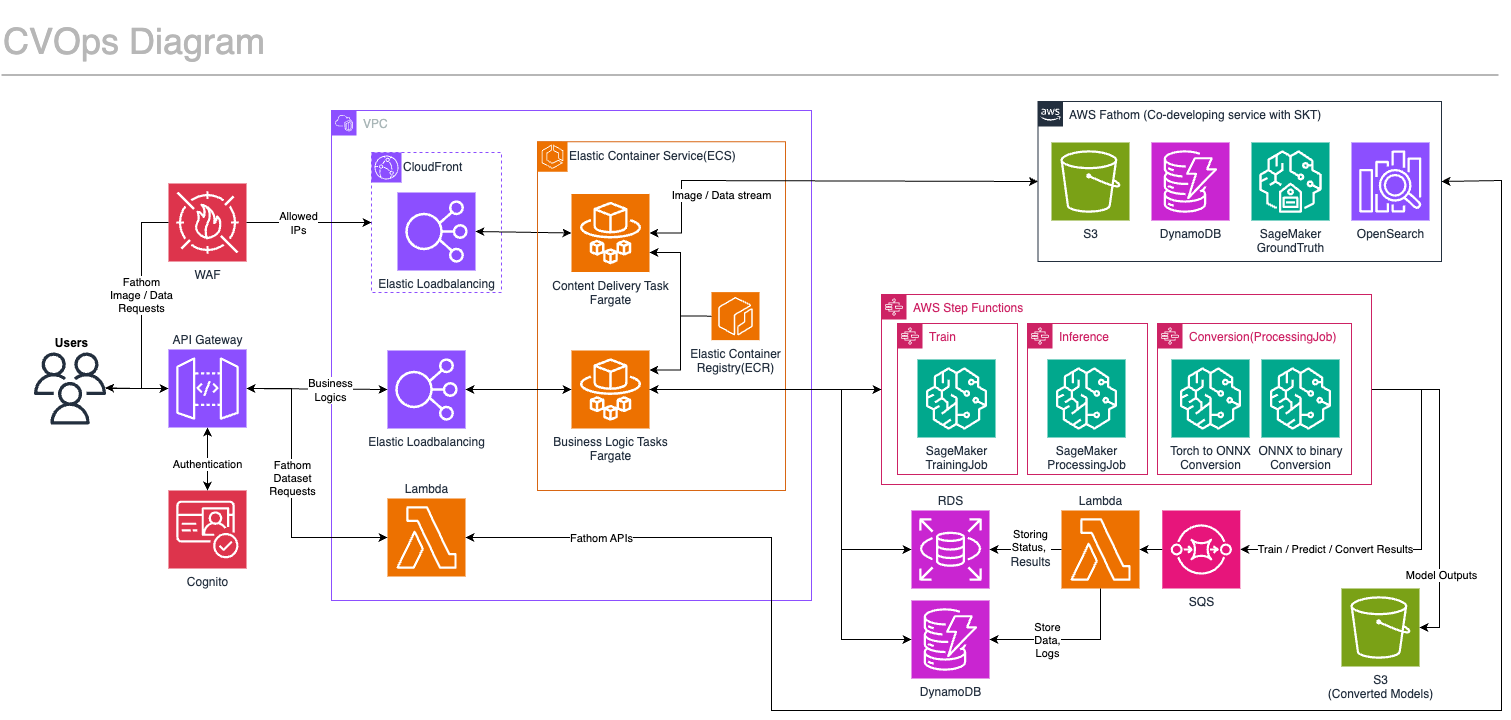 CVOps Diagram
VPC
CloudFront
Elastic Loadbalancing
Elastic Container Service(ECS)
Content Delivery Task
Fargate
Image / Data stream
aws
AWS Fathom (Co-developing service with SKT)
S3
DynamoDB
SageMaker
GroundTruth
OpenSearch
WAF
Allowed
IPs
Fathom
Image / Data
Requests
Users
API Gateway
Business
Logics
Elastic Loadbalancing
Elastic Container
Registry(ECR)
Business Logic Tasks
Fargate
AWS Step Functions
Train
SageMaker
TrainingJob
Inference
SageMaker
ProcessingJob
Conversion(ProcessingJob)
Torch to ONNX
Conversion
ONNX to binary
Conversion
Authentication
Cognito
Fathom
Dataset
Requests
Lambda
Fathom APIs
RDS
Storing
Status,
Results
Lambda
SQS
Train / Predict / Convert Results
Model Outputs
Store
Data,
Logs
DynamoDB
S3
(Converted Models)